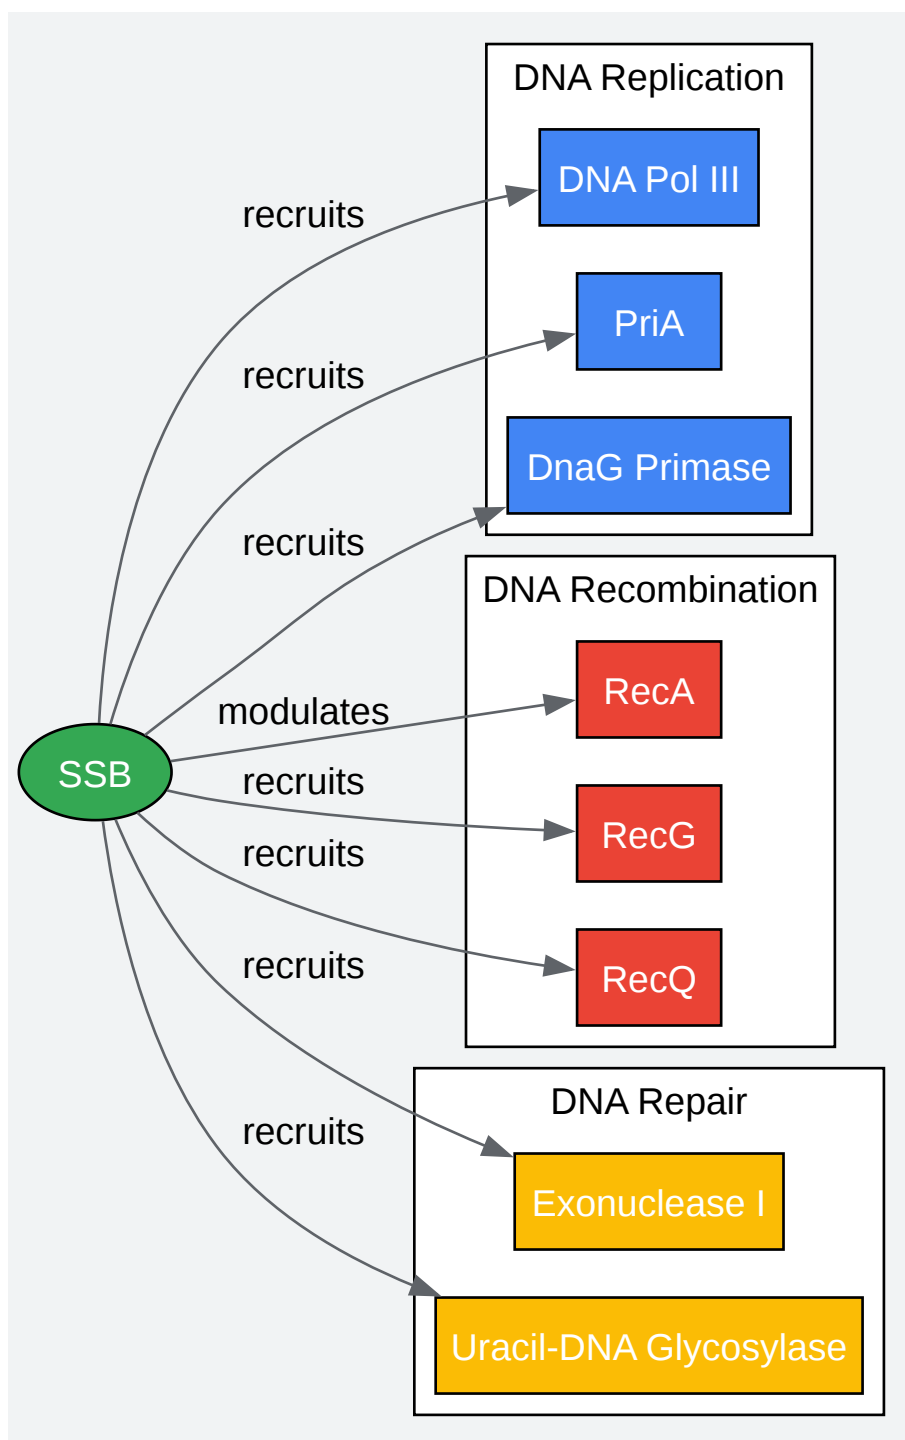 DNA Replication
DNA Pol III
recruits
PriA
recruits
DnaG Primase
recruits
DNA Recombination
RecA
modulates
SSB
recruits
RecG
recruits
RecQ
recruits
DNA Repair
recruits
Exonuclease I
Uracil-DNA Glycosylase